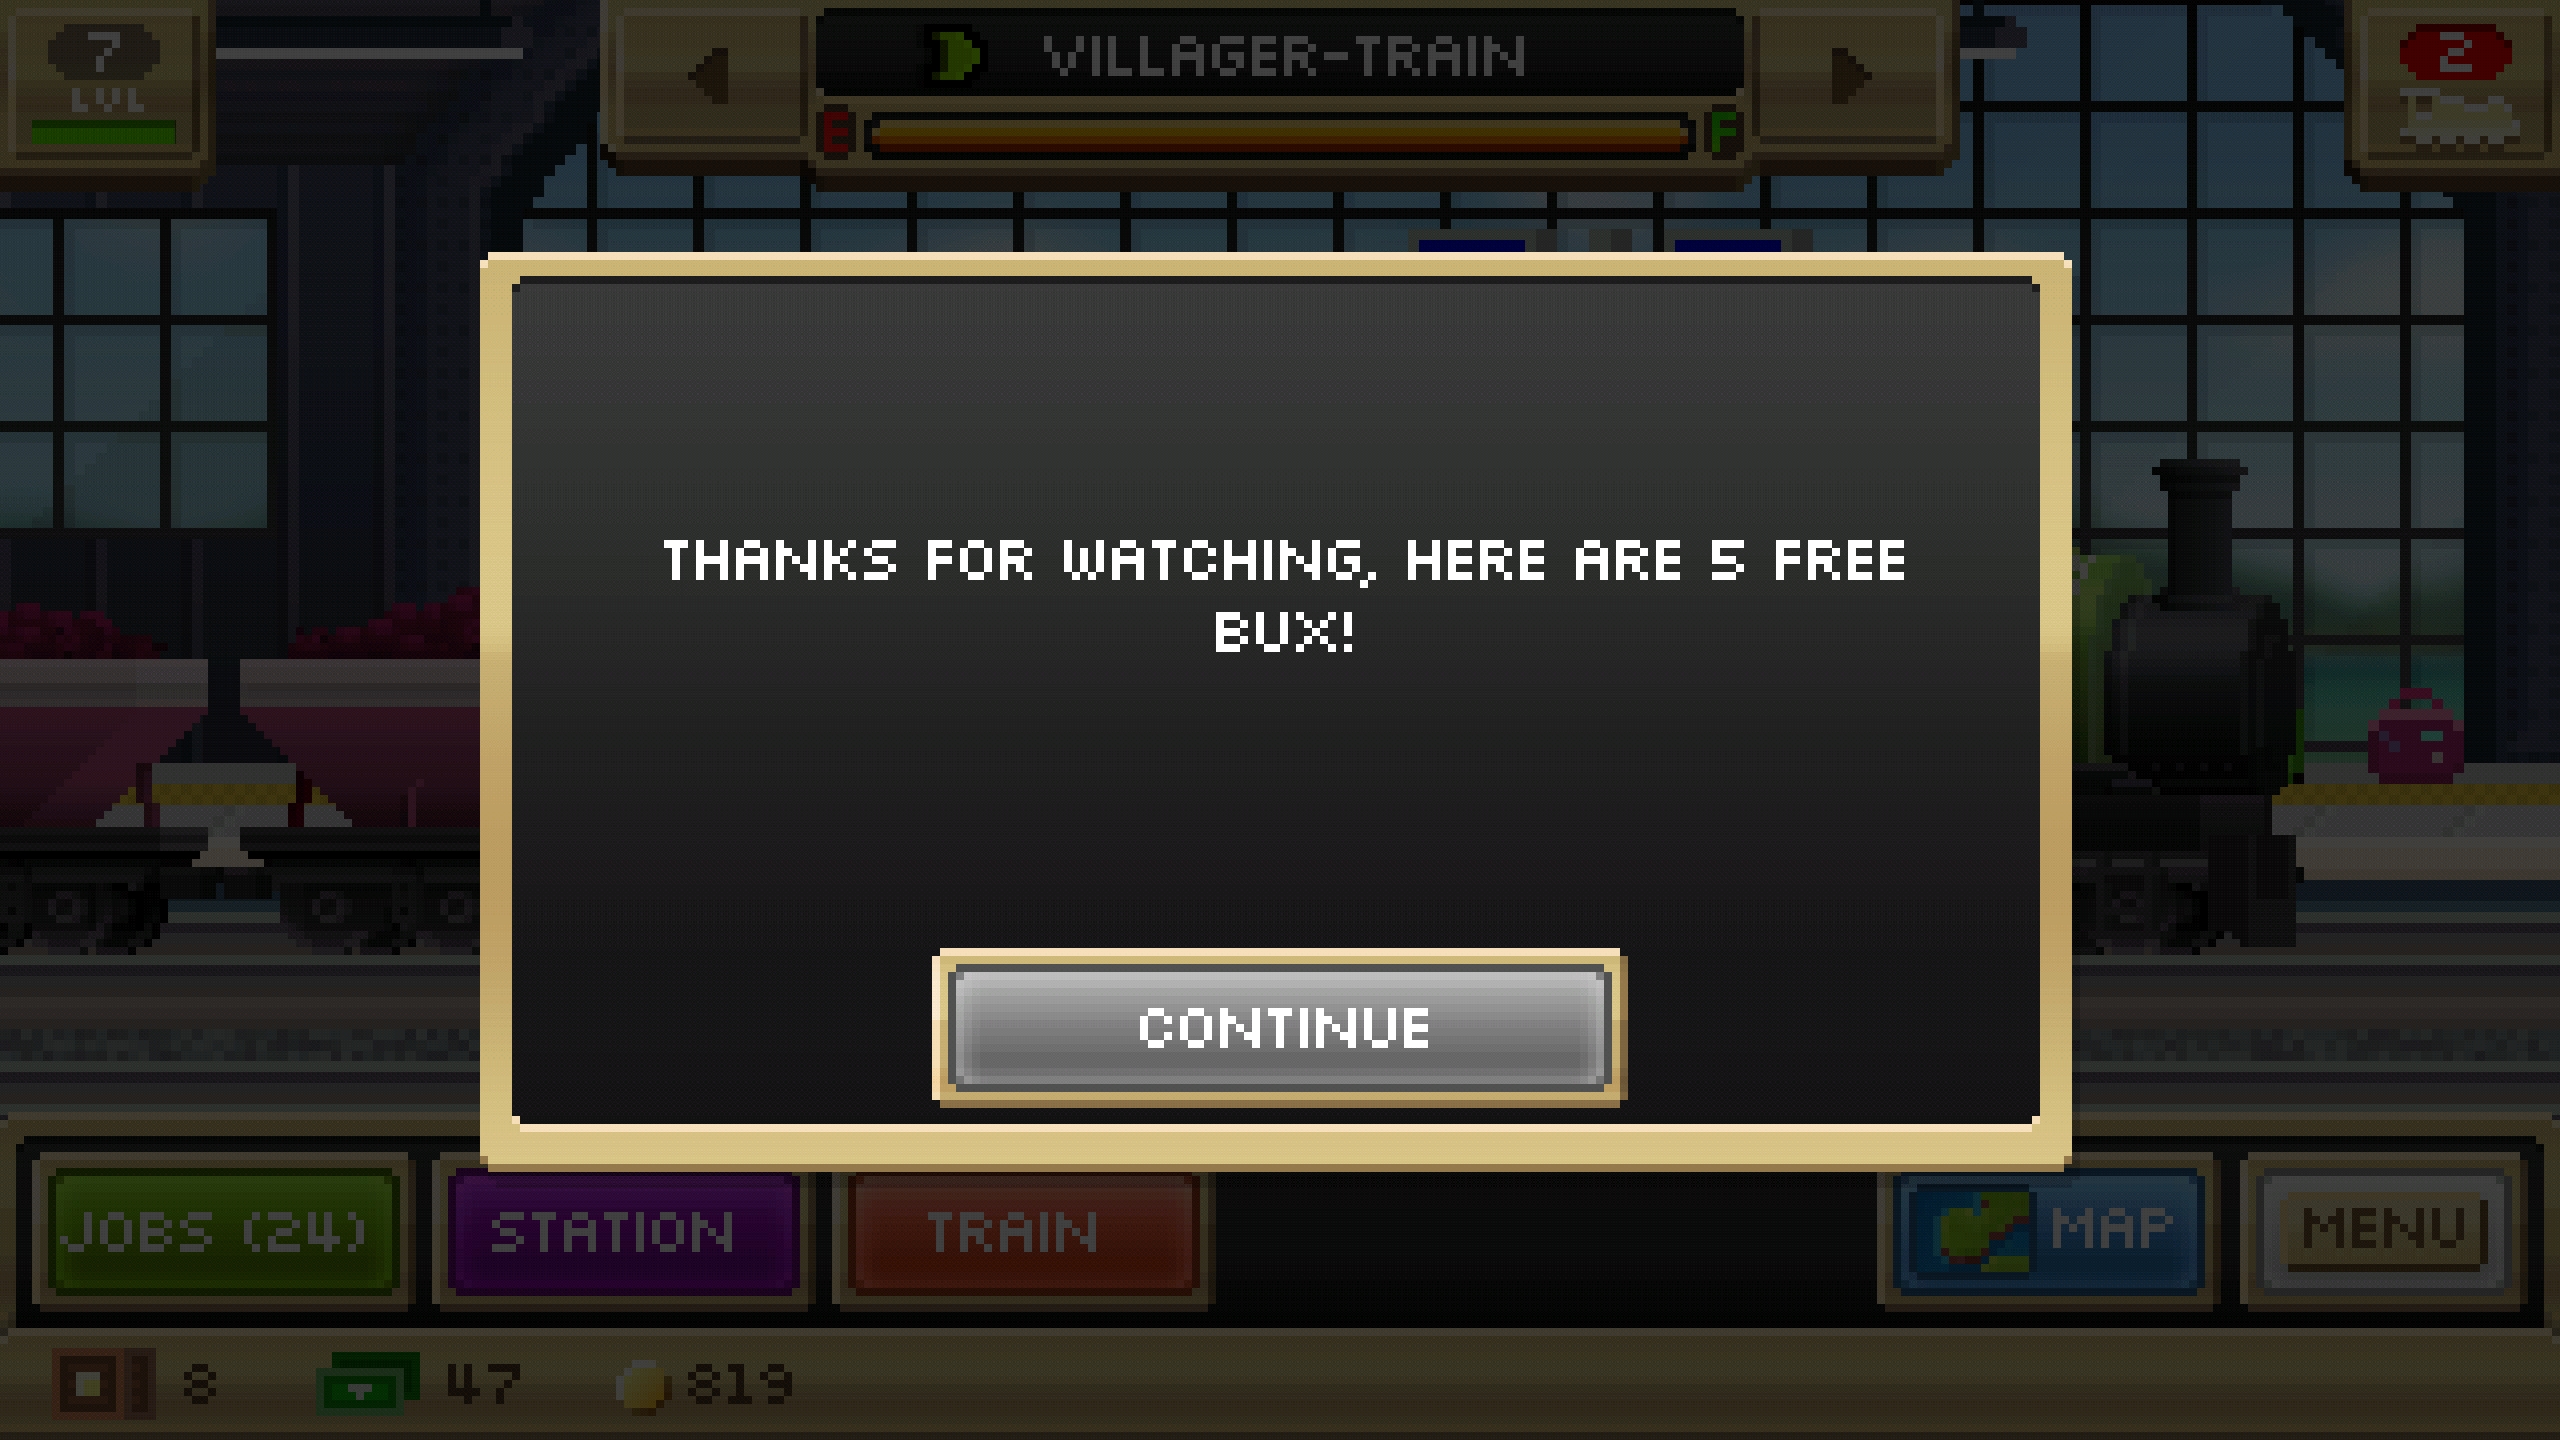 7
LVL
VILLAGER-TRAIN
E F
2
THANKS FOR WATCHING, HERE ARE 5 FREE
BUX!
CONTINUE
JOBS (24)
STATION
TRAIN
MAP
MENU
8
47
819